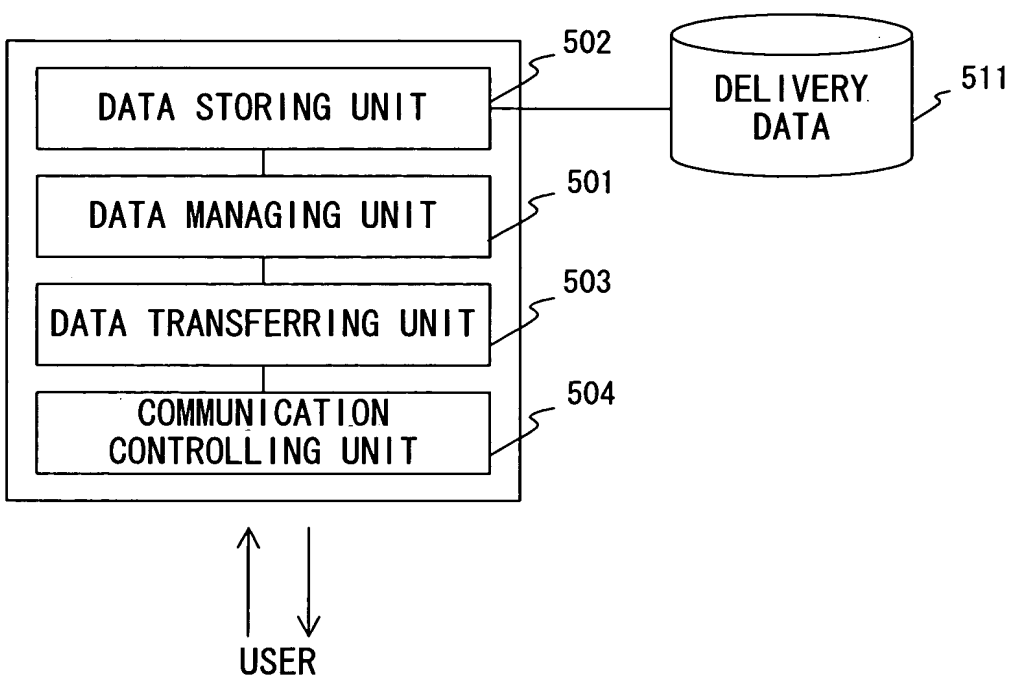 502
DATA STORING UNIT
DELIVERY
DATA
511
501
DATA MANAGING UNIT
503
DATA TRANSFERRING UNIT
504
COMMUNICATION
CONTROLLING UNIT
USER